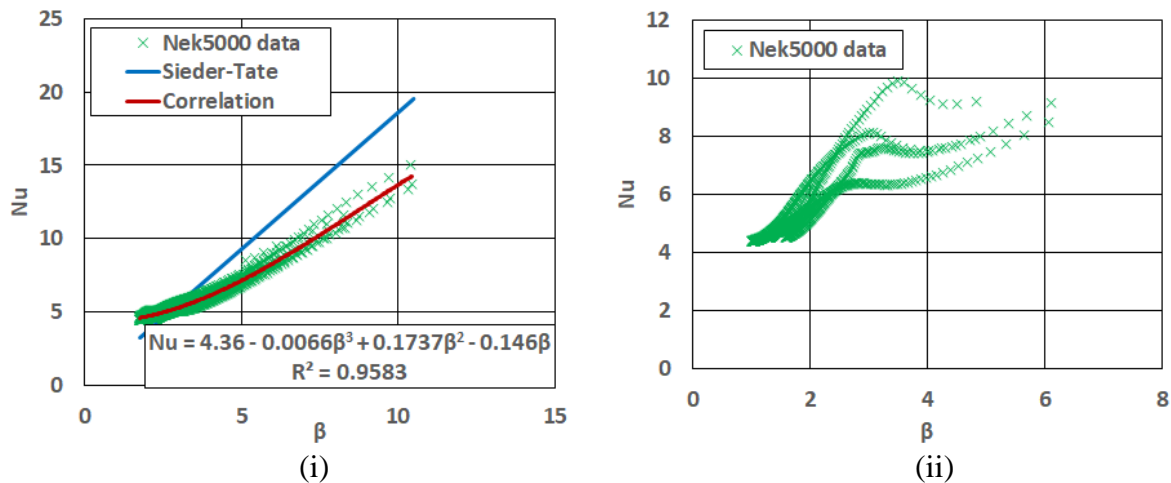 25
20
15
10
5
0
Nu
Nek5000 data
Sieder-Tate
Correlation
Nu = 4.36 - 0.0066β³ + 0.1737β² - 0.146β
R² = 0.9583
0 5 10 15
β
(i)
12
10
8
6
4
2
0
Nu
Nek5000 data
0 2 4 6 8
β
(ii)